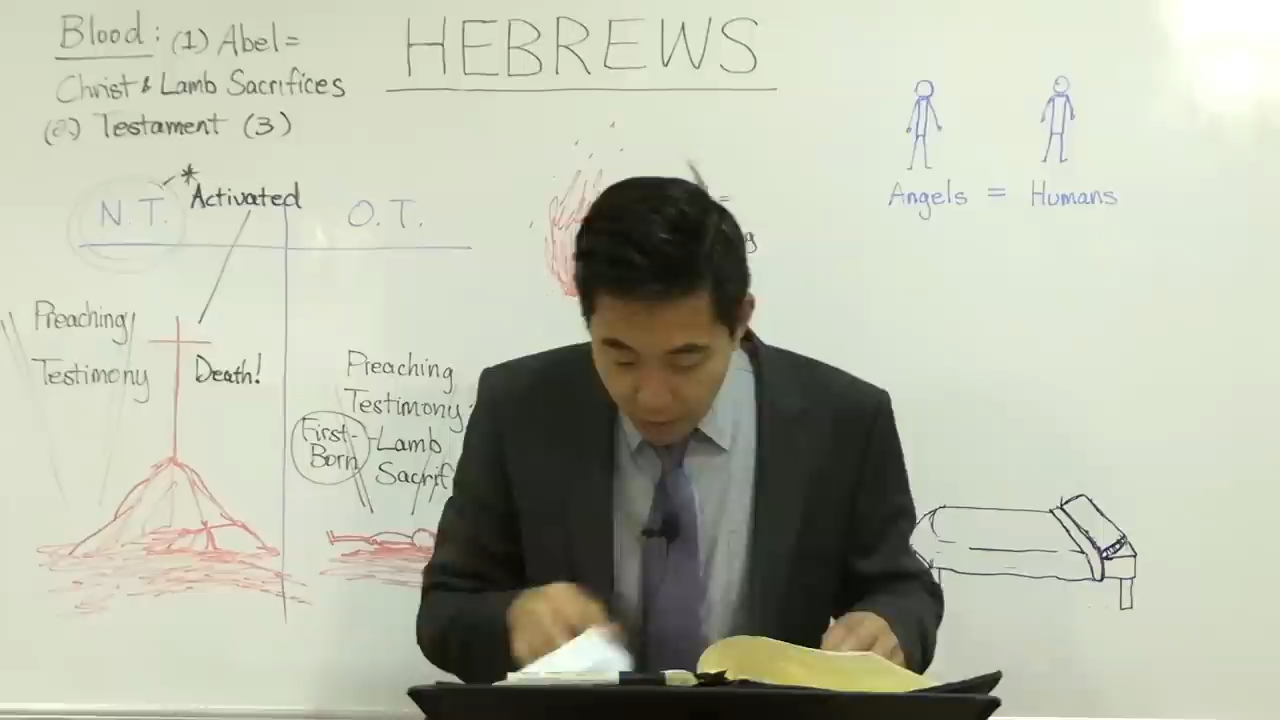 Blood: (1) Abel=
Christ & Lamb Sacrifices
(2) Testament (3)
HEBREWS
Angels = Humans
N.T. * Activated
O.T.
Preaching
Testimony
Death!
Preaching
Testimony:
First-
Born
Lamb